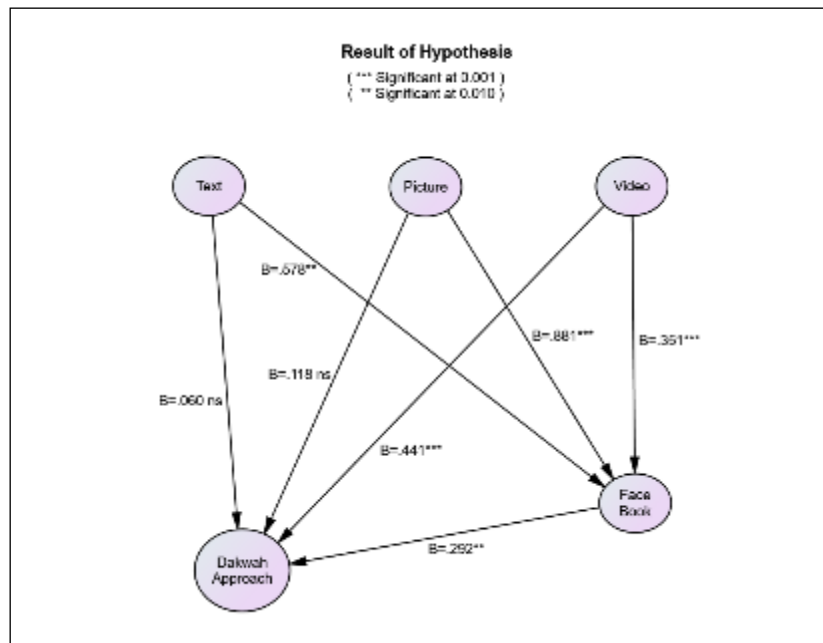 Result of Hypothesis
( *** Significant at 0.001 )
( ** Significant at 0.010 )
Text
Picture
Video
B=.578**
B=.881***
B=.351***
B=.118 ns
B=.060 ns
B=.441***
Face
Book
B=.292**
Dakwah
Approach